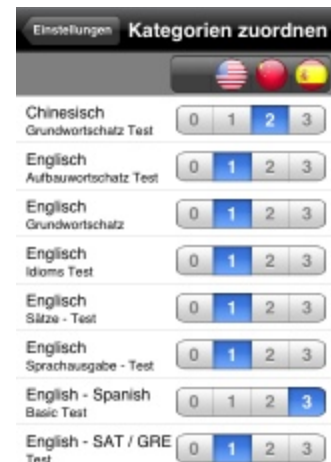 Einstellungen Kategorien zuordnen
Chinesisch
Grundwortschatz Test
0 1 2 3
Englisch
Aufbauwortschatz Test
0 1 2 3
Englisch
Grundwortschatz
0 1 2 3
Englisch
Idioms Test
0 1 2 3
Englisch
Sätze - Test
0 1 2 3
Englisch
Sprachausgabe - Test
0 1 2 3
English - Spanish
Basic Test
0 1 2 3
English - SAT / GRE
Test
0 1 2 3